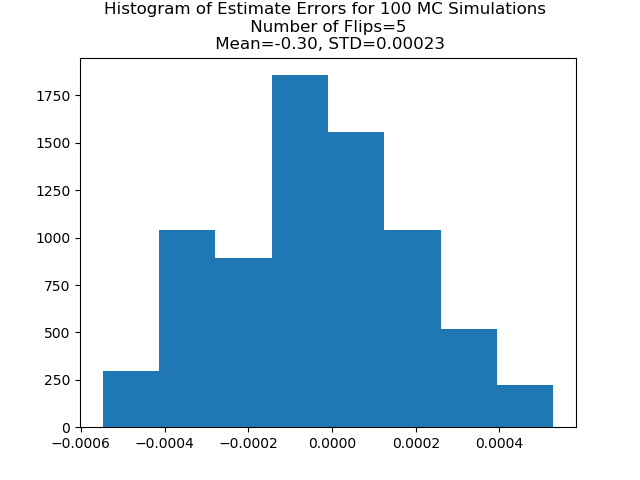 Histogram of Estimate Errors for 100 MC Simulations
Number of Flips=5
Mean=-0.30, STD=0.00023
1750
1500
1250
1000
750
500
250
0
−0.0006 −0.0004 −0.0002 0.0000 0.0002 0.0004